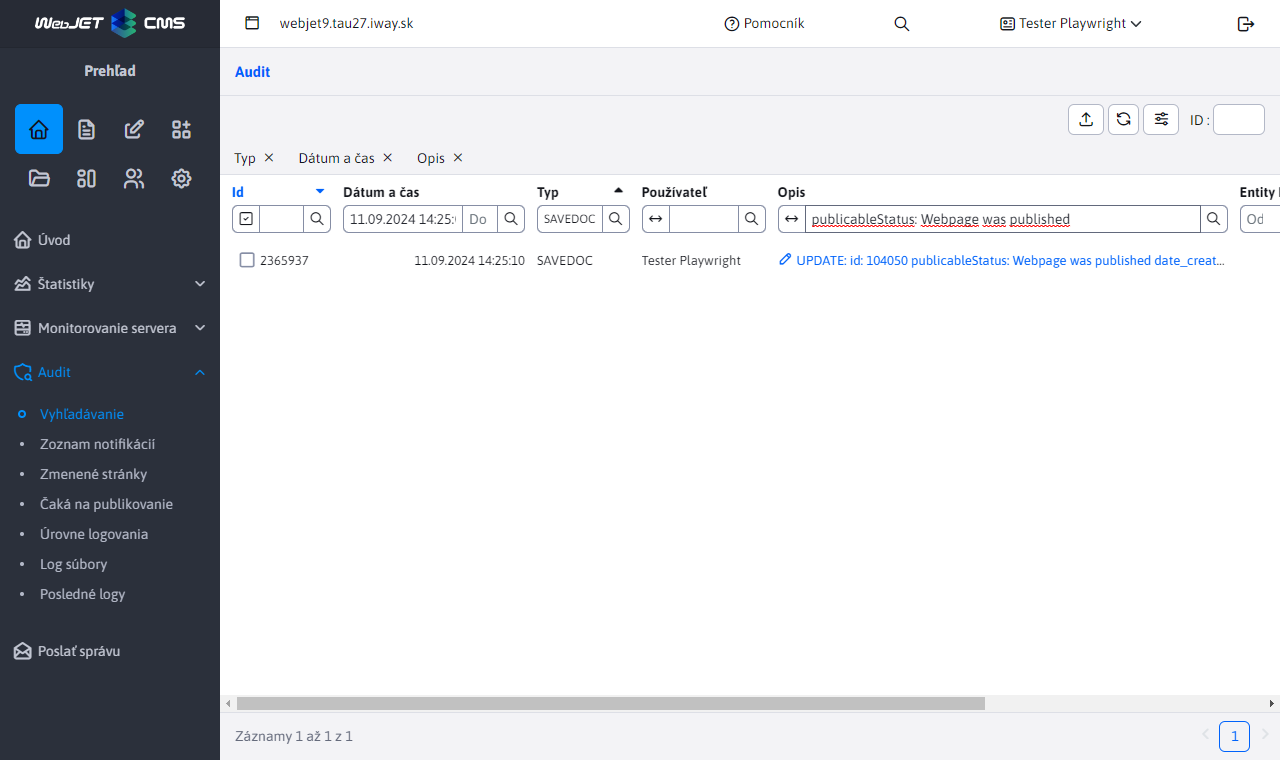 WebJET CMS
webjet9.tau27.iway.sk
Pomocník
Tester Playwright
Prehľad
Audit
ID :
Typ ×
Dátum a čas ×
Opis ×
Id
Dátum a čas
Typ
Používateľ
Opis
Entity
11.09.2024 14:25:
Do
SAVEDOC
publicableStatus: Webpage was published
Od
2365937
11.09.2024 14:25:10
SAVEDOC
Tester Playwright
UPDATE: id: 104050 publicableStatus: Webpage was published date_creat...
Úvod
Štatistiky
Monitorovanie servera
Audit
Vyhľadávanie
Zoznam notifikácií
Zmenené stránky
Čaká na publikovanie
Úrovne logovania
Log súbory
Posledné logy
Poslať správu
Záznamy 1 až 1 z 1
1